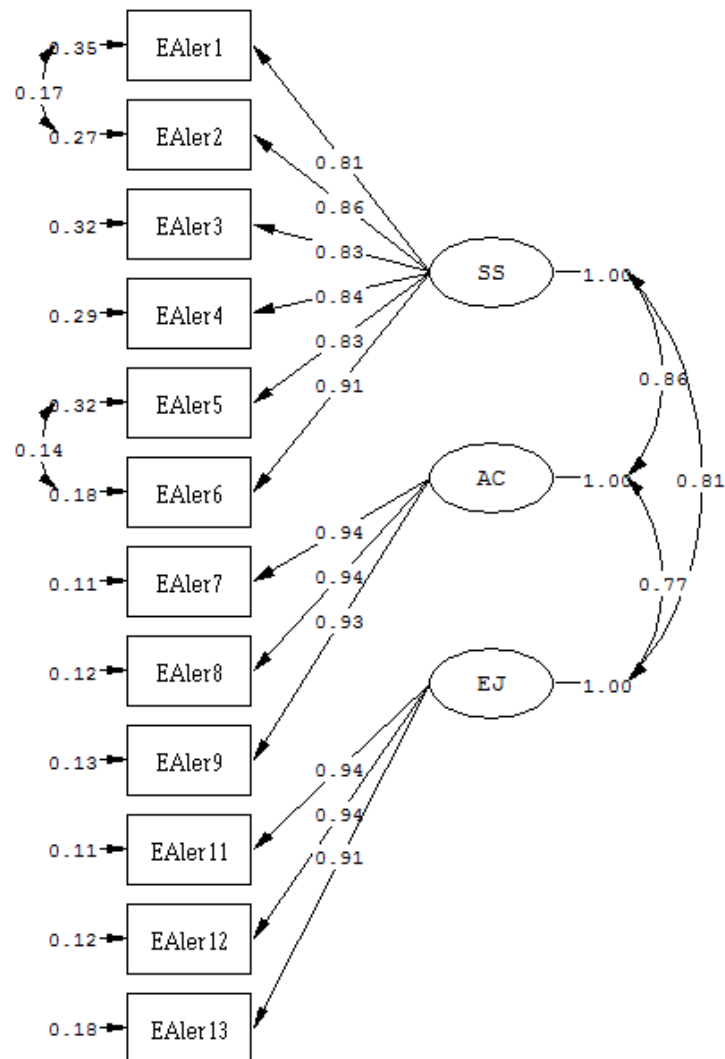 0.35 EAler1
0.17
0.27 EAler2
0.81
0.86
0.32 EAler3
0.83
SS 1.00
0.84
0.29 EAler4
0.83
0.86
0.91
0.32 EAler5
0.14
0.18 EAler6
AC 1.00 0.81
0.94
0.11 EAler7
0.94
0.77
0.93
0.12 EAler8
EJ 1.00
0.13 EAler9
0.94
0.94
0.11 EAler11
0.91
0.12 EAler12
0.18 EAler13